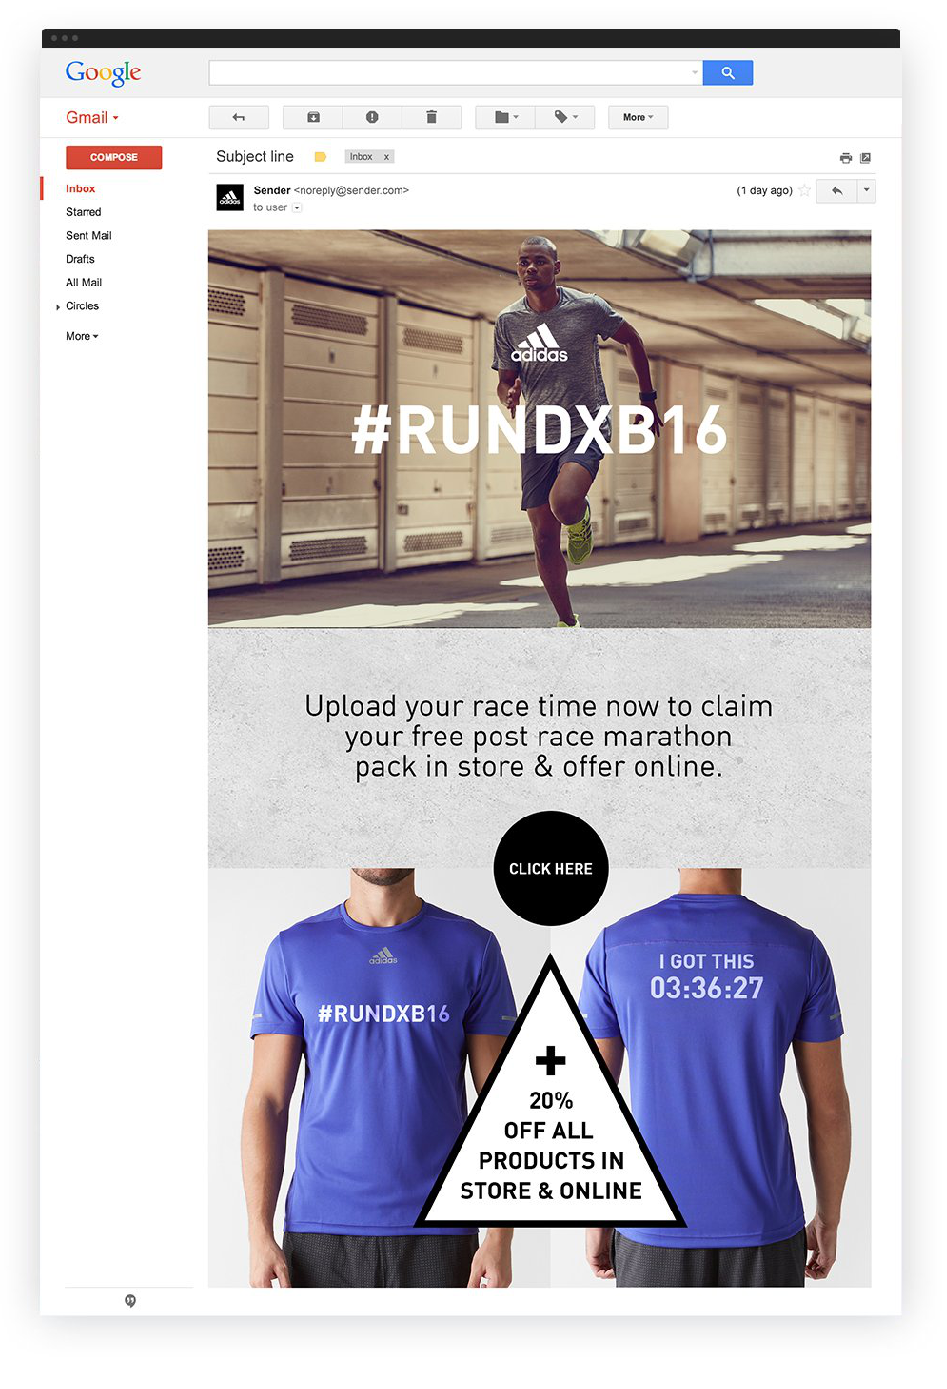 Google
Gmail
More
COMPOSE
Subject line
Inbox x
Inbox
Starred
Sent Mail
Drafts
All Mail
Circles
More
adidas
Sender <noreply@sender.com>
to user
(1 day ago)
adidas
#RUNDXB16
Upload your race time now to claim
your free post race marathon
pack in store & offer online.
CLICK HERE
adidas
#RUNDXB16
I GOT THIS
03:36:27
+
20%
OFF ALL
PRODUCTS IN
STORE & ONLINE